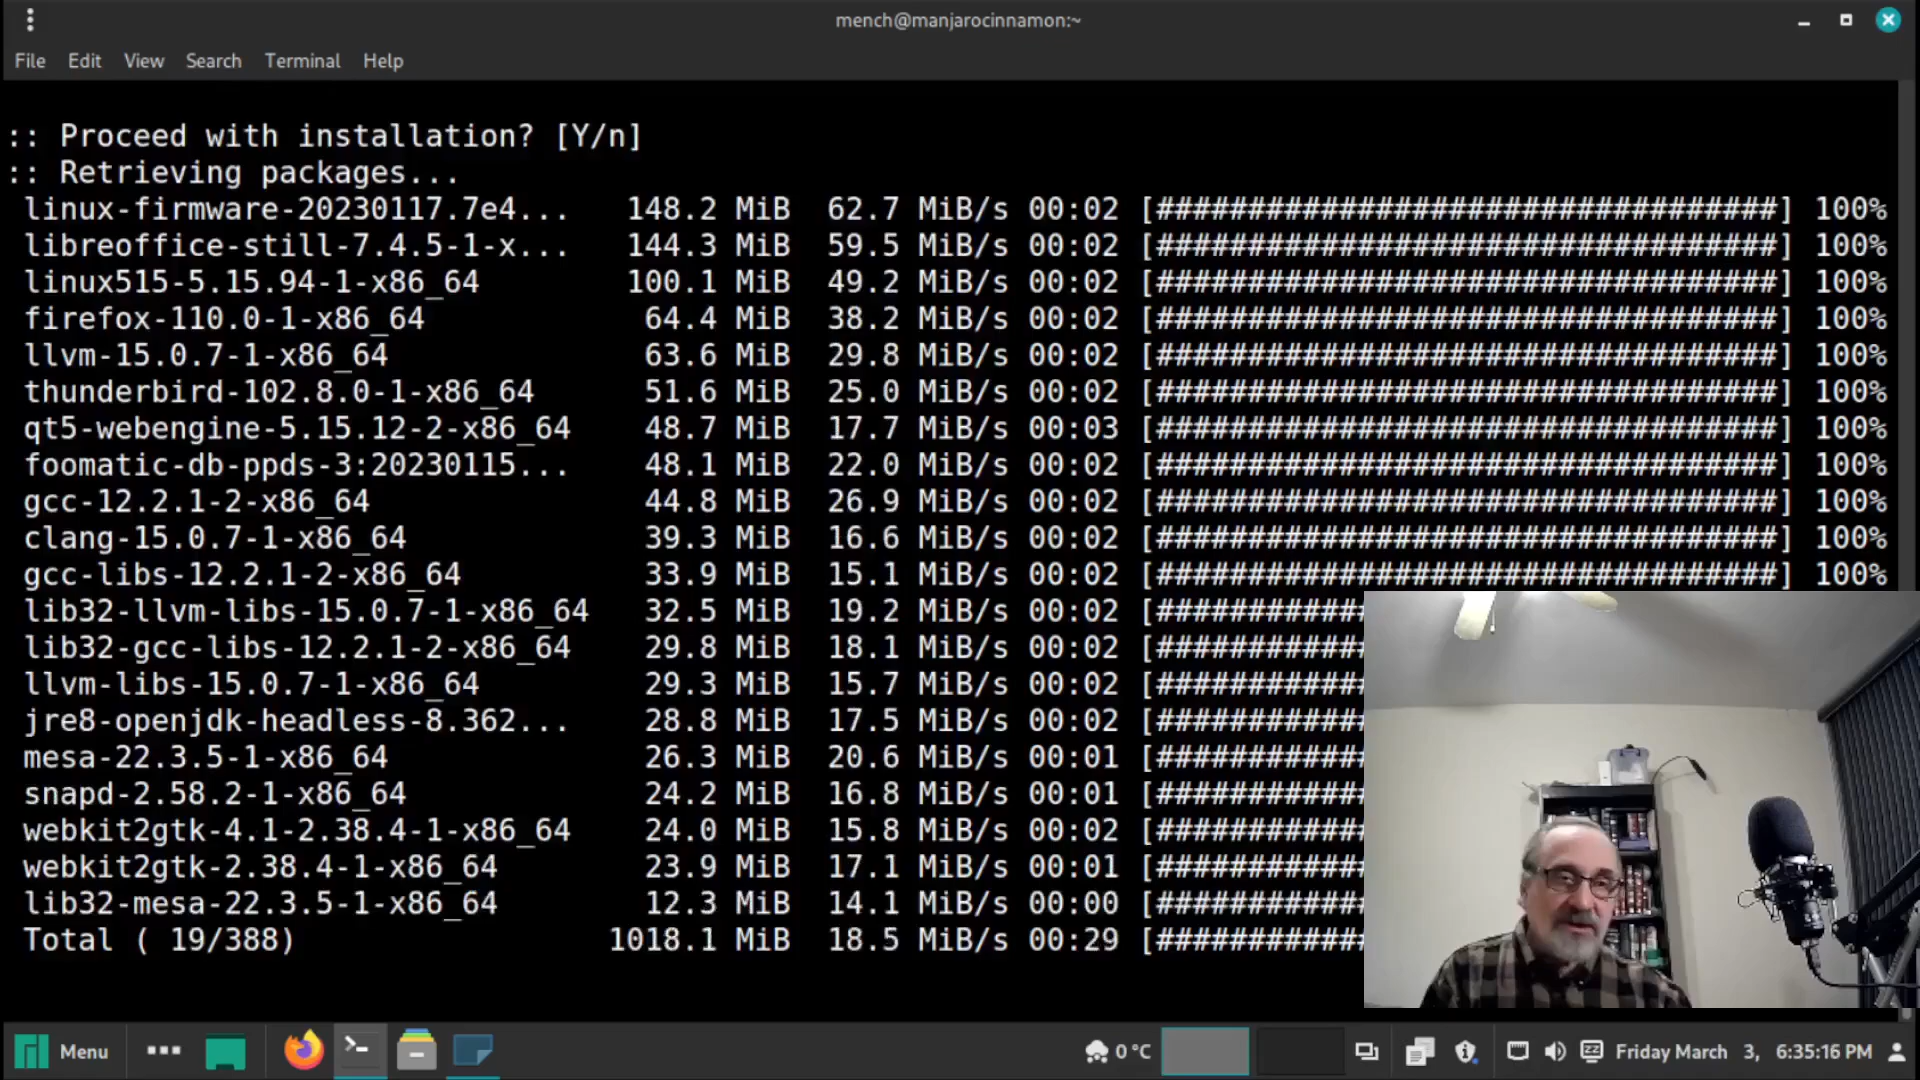 mench@manjarocinnamon:~
File Edit View Search Terminal Help
:: Proceed with installation? [Y/n]
:: Retrieving packages...
linux-firmware-20230117.7e4... 148.2 MiB 62.7 MiB/s 00:02 [##################################] 100%
libreoffice-still-7.4.5-1-x... 144.3 MiB 59.5 MiB/s 00:02 [##################################] 100%
linux515-5.15.94-1-x86_64 100.1 MiB 49.2 MiB/s 00:02 [##################################] 100%
firefox-110.0-1-x86_64 64.4 MiB 38.2 MiB/s 00:02 [##################################] 100%
llvm-15.0.7-1-x86_64 63.6 MiB 29.8 MiB/s 00:02 [##################################] 100%
thunderbird-102.8.0-1-x86_64 51.6 MiB 25.0 MiB/s 00:02 [##################################] 100%
qt5-webengine-5.15.12-2-x86_64 48.7 MiB 17.7 MiB/s 00:03 [##################################] 100%
foomatic-db-ppds-3:20230115... 48.1 MiB 22.0 MiB/s 00:02 [##################################] 100%
gcc-12.2.1-2-x86_64 44.8 MiB 26.9 MiB/s 00:02 [##################################] 100%
clang-15.0.7-1-x86_64 39.3 MiB 16.6 MiB/s 00:02 [##################################] 100%
gcc-libs-12.2.1-2-x86_64 33.9 MiB 15.1 MiB/s 00:02 [##################################] 100%
lib32-llvm-libs-15.0.7-1-x86_64 32.5 MiB 19.2 MiB/s 00:02 [############
lib32-gcc-libs-12.2.1-2-x86_64 29.8 MiB 18.1 MiB/s 00:02 [############
llvm-libs-15.0.7-1-x86_64 29.3 MiB 15.7 MiB/s 00:02 [############
jre8-openjdk-headless-8.362... 28.8 MiB 17.5 MiB/s 00:02 [############
mesa-22.3.5-1-x86_64 26.3 MiB 20.6 MiB/s 00:01 [############
snapd-2.58.2-1-x86_64 24.2 MiB 16.8 MiB/s 00:01 [############
webkit2gtk-4.1-2.38.4-1-x86_64 24.0 MiB 15.8 MiB/s 00:02 [############
webkit2gtk-2.38.4-1-x86_64 23.9 MiB 17.1 MiB/s 00:01 [############
lib32-mesa-22.3.5-1-x86_64 12.3 MiB 14.1 MiB/s 00:00 [############
Total ( 19/388) 1018.1 MiB 18.5 MiB/s 00:29 [############
Menu 0 °C Friday March 3, 6:35:16 PM